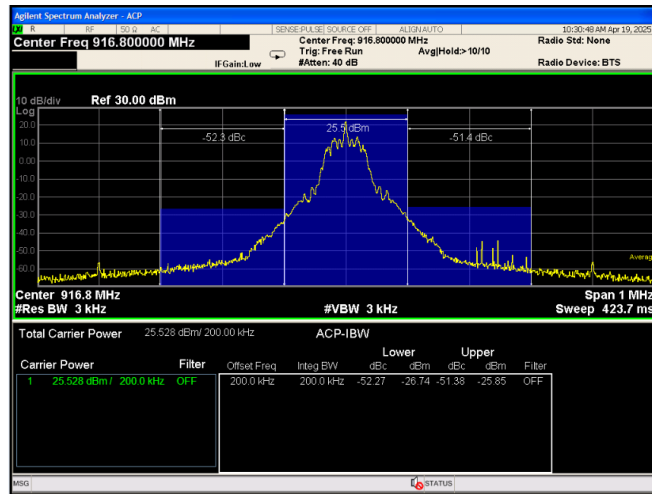 Agilent Spectrum Analyzer - ACP
R RF 50 Ω AC SENSE:PULSE SOURCE OFF ALIGN AUTO 10:30:48 AM Apr 19, 2025
Center Freq 916.800000 MHz Center Freq: 916.800000 MHz Radio Std: None
Trig: Free Run Avg|Hold:>10/10
IFGain:Low #Atten: 40 dB Radio Device: BTS
10 dB/div Ref 30.00 dBm
Log
20.0
10.0
0.00
-10.0
-20.0
-30.0
-40.0
-50.0
-60.0
-52.3 dBc
25.5 dBm
-51.4 dBc
Averag
Center 916.8 MHz Span 1 MHz
#Res BW 3 kHz #VBW 3 kHz Sweep 423.7 ms
Total Carrier Power 25.528 dBm/ 200.00 kHz ACP-IBW
Lower Upper
Carrier Power Filter Offset Freq Integ BW dBc dBm dBc dBm Filter
1 25.528 dBm / 200.0 kHz OFF 200.0 kHz 200.0 kHz -52.27 -26.74 -51.38 -25.85 OFF
MSG STATUS